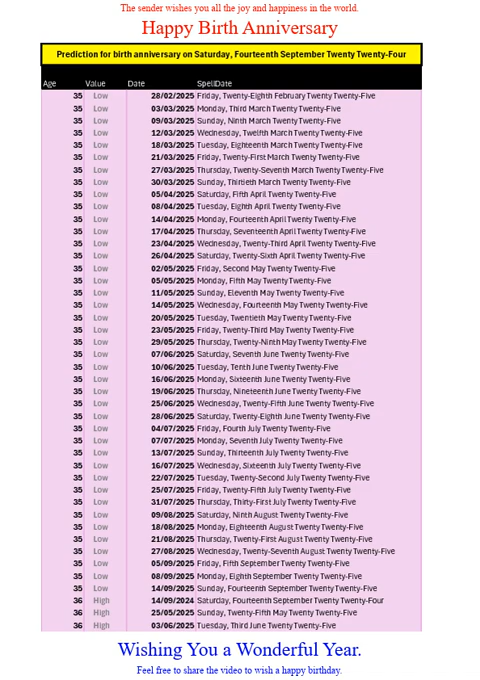 The sender wishes you all the joy and happiness in the world.
Happy Birth Anniversary
Prediction for birth anniversary on Saturday, Fourteenth September Twenty Twenty-Four
Age Value Date SpellDate
35 Low 28/02/2025 Friday, Twenty-Eighth February Twenty Twenty-Five
35 Low 03/03/2025 Monday, Third March Twenty Twenty-Five
35 Low 09/03/2025 Sunday, Ninth March Twenty Twenty-Five
35 Low 12/03/2025 Wednesday, Twelfth March Twenty Twenty-Five
35 Low 18/03/2025 Tuesday, Eighteenth March Twenty Twenty-Five
35 Low 21/03/2025 Friday, Twenty-First March Twenty Twenty-Five
35 Low 27/03/2025 Thursday, Twenty-Seventh March Twenty Twenty-Five
35 Low 30/03/2025 Sunday, Thirtieth March Twenty Twenty-Five
35 Low 05/04/2025 Saturday, Fifth April Twenty Twenty-Five
35 Low 08/04/2025 Tuesday, Eighth April Twenty Twenty-Five
35 Low 14/04/2025 Monday, Fourteenth April Twenty Twenty-Five
35 Low 17/04/2025 Thursday, Seventeenth April Twenty Twenty-Five
35 Low 23/04/2025 Wednesday, Twenty-Third April Twenty Twenty-Five
35 Low 26/04/2025 Saturday, Twenty-Sixth April Twenty Twenty-Five
35 Low 02/05/2025 Friday, Second May Twenty Twenty-Five
35 Low 05/05/2025 Monday, Fifth May Twenty Twenty-Five
35 Low 11/05/2025 Sunday, Eleventh May Twenty Twenty-Five
35 Low 14/05/2025 Wednesday, Fourteenth May Twenty Twenty-Five
35 Low 20/05/2025 Tuesday, Twentieth May Twenty Twenty-Five
35 Low 23/05/2025 Friday, Twenty-Third May Twenty Twenty-Five
35 Low 29/05/2025 Thursday, Twenty-Ninth May Twenty Twenty-Five
35 Low 07/06/2025 Saturday, Seventh June Twenty Twenty-Five
35 Low 10/06/2025 Tuesday, Tenth June Twenty Twenty-Five
35 Low 16/06/2025 Monday, Sixteenth June Twenty Twenty-Five
35 Low 19/06/2025 Thursday, Nineteenth June Twenty Twenty-Five
35 Low 25/06/2025 Wednesday, Twenty-Fifth June Twenty Twenty-Five
35 Low 28/06/2025 Saturday, Twenty-Eighth June Twenty Twenty-Five
35 Low 04/07/2025 Friday, Fourth July Twenty Twenty-Five
35 Low 07/07/2025 Monday, Seventh July Twenty Twenty-Five
35 Low 13/07/2025 Sunday, Thirteenth July Twenty Twenty-Five
35 Low 16/07/2025 Wednesday, Sixteenth July Twenty Twenty-Five
35 Low 22/07/2025 Tuesday, Twenty-Second July Twenty Twenty-Five
35 Low 25/07/2025 Friday, Twenty-Fifth July Twenty Twenty-Five
35 Low 31/07/2025 Thursday, Thirty-First July Twenty Twenty-Five
35 Low 09/08/2025 Saturday, Ninth August Twenty Twenty-Five
35 Low 18/08/2025 Monday, Eighteenth August Twenty Twenty-Five
35 Low 21/08/2025 Thursday, Twenty-First August Twenty Twenty-Five
35 Low 27/08/2025 Wednesday, Twenty-Seventh August Twenty Twenty-Five
35 Low 05/09/2025 Friday, Fifth September Twenty Twenty-Five
35 Low 08/09/2025 Monday, Eighth September Twenty Twenty-Five
35 Low 14/09/2025 Sunday, Fourteenth September Twenty Twenty-Five
36 High 14/09/2024 Saturday, Fourteenth September Twenty Twenty-Four
36 High 25/05/2025 Sunday, Twenty-Fifth May Twenty Twenty-Five
36 High 03/06/2025 Tuesday, Third June Twenty Twenty-Five
Wishing You a Wonderful Year.
Feel free to share the video to wish a happy birthday.